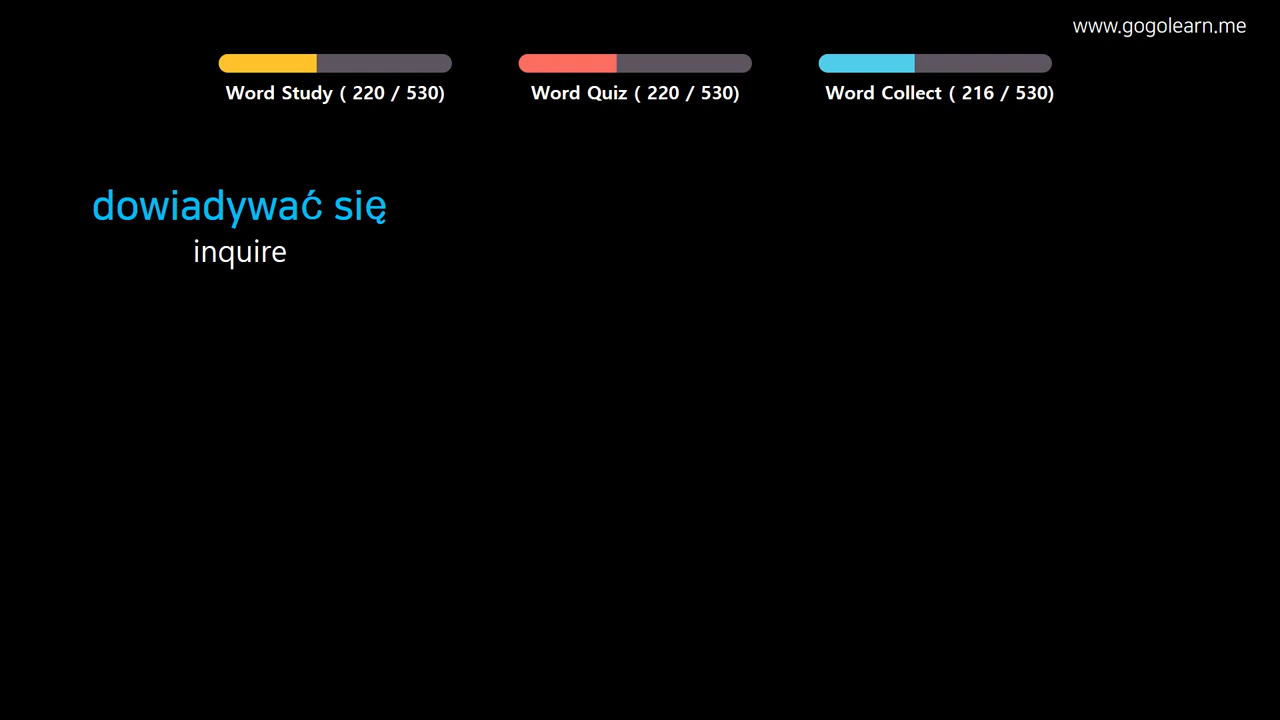 www.gogolearn.me
Word Study ( 220 / 530)
Word Quiz ( 220 / 530)
Word Collect ( 216 / 530)
dowiadywać się
inquire